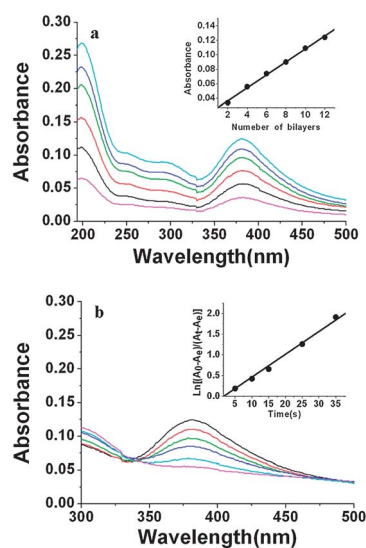 a
Absorbance
0.30
0.25
0.20
0.15
0.10
0.05
0.00
200 250 300 350 400 450 500
Wavelength(nm)
Absorbance
0.14
0.12
0.10
0.08
0.06
0.04
2 4 6 8 10 12
Numeber of bilayers
b
Absorbance
0.30
0.25
0.20
0.15
0.10
0.05
0.00
300 350 400 450 500
Wavelength(nm)
Ln[(A0-Ae)/(At-Ae)]
2.0
1.5
1.0
0.5
0.0
5 10 15 20 25 30 35
Time(s)